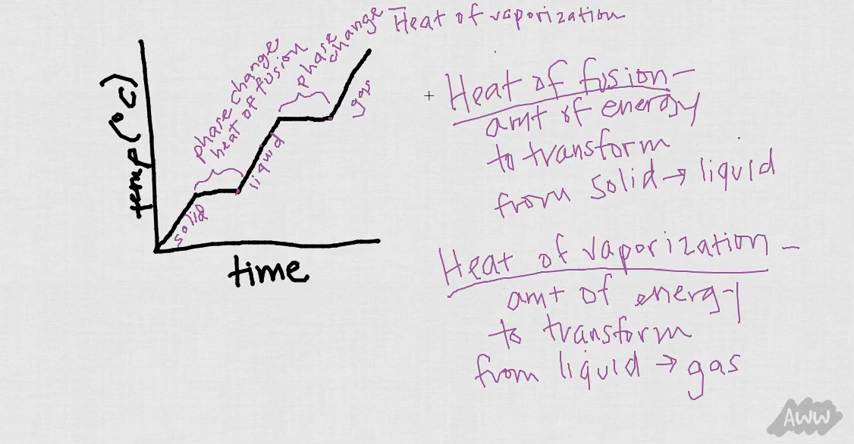 phase change
heat of fusion
phase
change
Heat of vaporization
temp (°C)
solid
liquid
gas
time
Heat of fusion –
amt of energy
to transform
from solid → liquid
Heat of vaporization –
amt of energy
to transform
from liquid → gas
AWW